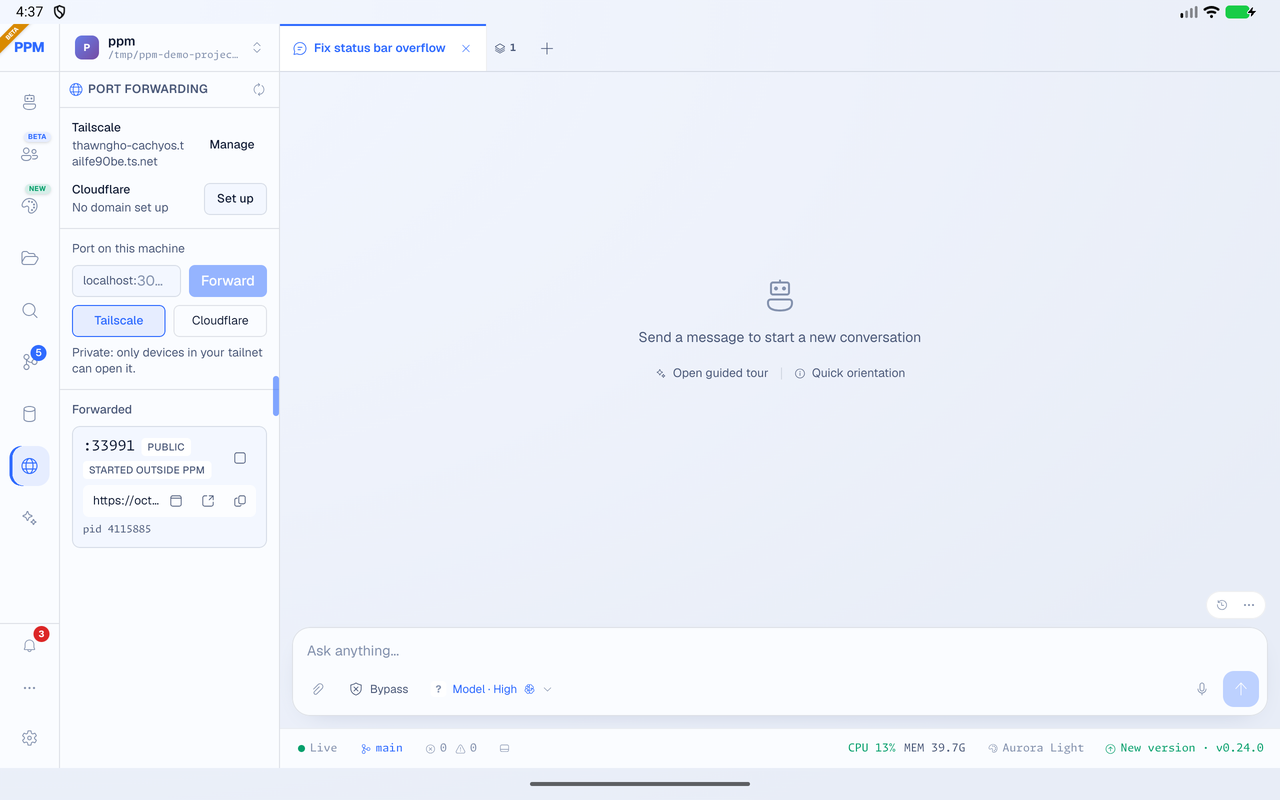 4:37
BETA
PPM
P
ppm
/tmp/ppm-demo-projec…
Fix status bar overflow
1
PORT FORWARDING
BETA
NEW
5
3
Tailscale
thawngho-cachyos.t
ailfe90be.ts.net
Manage
Cloudflare
No domain set up
Set up
Port on this machine
localhost:30…
Forward
Tailscale
Cloudflare
Private: only devices in your tailnet
can open it.
Forwarded
:33991 PUBLIC
STARTED OUTSIDE PPM
https://oct…
pid 4115885
Send a message to start a new conversation
Open guided tour
Quick orientation
Ask anything…
Bypass
? Model · High
Live
main
0
0
CPU 13% MEM 39.7G
Aurora Light
New version · v0.24.0